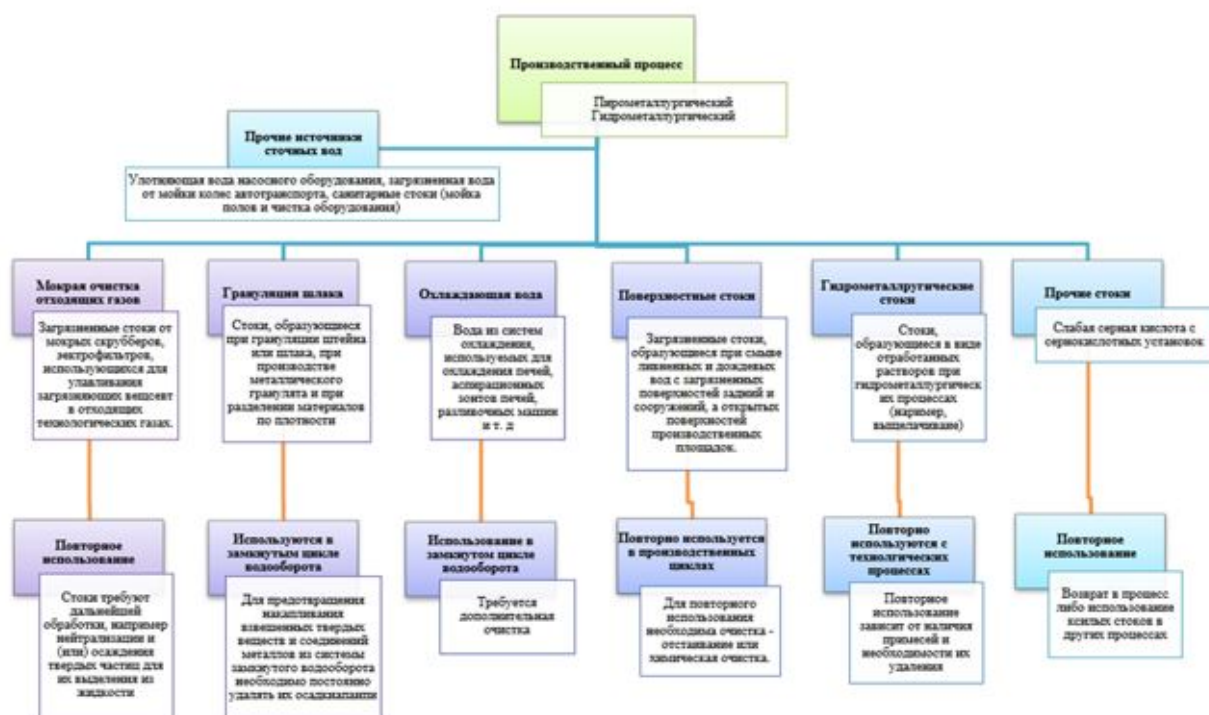 Производственный процесс
Пирометаллургический
Гидрометаллургический
Прочие источники
сточных вод
Уплотняющая вода насосного оборудования, загрязненная вода
от мойки колес автотранспорта, санитарные стоки (мойка
полов и чистка оборудования)
Мокрая очистка
отходящих газов
Загрязненные стоки от
мокрых скрубберов,
эектрофильтров,
использующихся для
улавливания
загрязняющих вещсевт
в отходящих
технологических газах.
Грануляция шлака
Стоки, образующиеся
при грануляции штейна
или шлака, при
производстве
металлического
гранулята и при
разделении материалов
по плотности
Охлаждающая вода
Вода из систем
охлаждения,
используемых для
охлаждения печей,
аспирационных
зонтов печей,
разливочных машин
и т. д
Поверхностные стоки
Загрязненные стоки,
образующиеся при смыве
ливневых и дождевых
вод с загрязненных
поверхностей задний и
сооружений, а открытых
поверхностей
производственных
площадок.
Гидрометаллругические
стоки
Стоки,
образующиеся в виде
отработанных
растворов при
гидрометаллургическ
их процессах
(наример,
выщелачиване)
Прочие стоки
Слабая серная кислота с
сернокислотных установок
Повторное
использование
Стоки требуют
дальнейшей
обработки, например
нейтрализации и
(или) осаждения
твердых частиц для
их выделения из
жидкости
Используются в
замкнутым цикле
водооборота
Для предотвращения
накапливания
взвешенных твердых
веществ и соединений
металлов из системы
замкнутого водооборота
необходимо постоянно
удалять их
Использование в
замкнутом цикле
водооборота
Требуется
дополнительная
очистка
Повторно используется
в производственных
циклах
Для повторного
использования
необходима очистка -
отстаивание или
химическая очистка.
Повторно
используются с
технолгических
процессах
Повторное
использование
зависит от наличия
примесей и
необходимости их
удаления
Повторное
использование
Возврат в процесс
либо использование
ксилых стоков в
других процессах